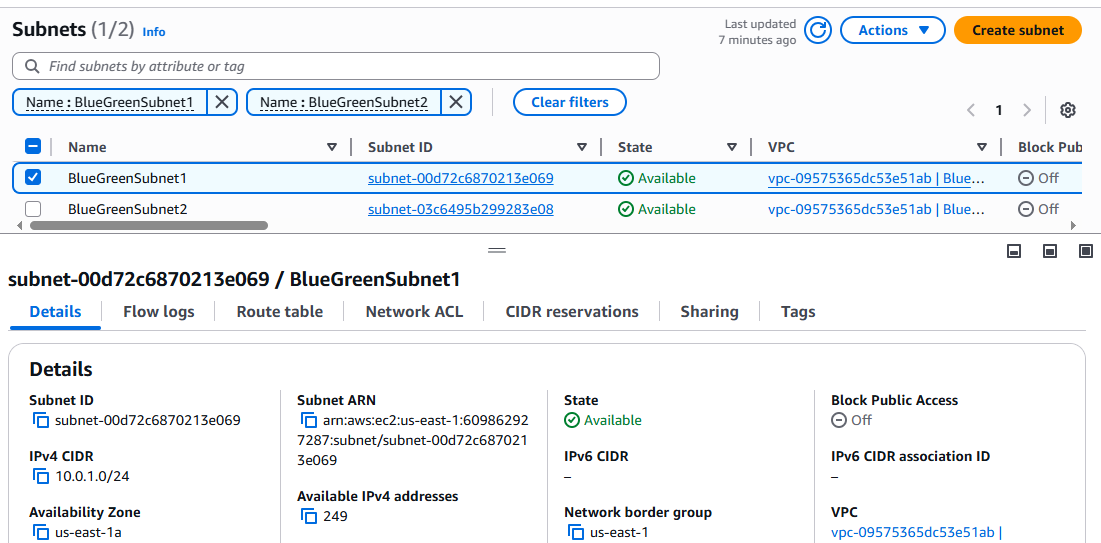 Subnets (1/2) Info
Last updated
7 minutes ago
Actions
Create subnet
Find subnets by attribute or tag
Name : BlueGreenSubnet1
Name : BlueGreenSubnet2
Clear filters
1
Name Subnet ID State VPC Block Pub
BlueGreenSubnet1 subnet-00d72c6870213e069 Available vpc-09575365dc53e51ab | Blue… Off
BlueGreenSubnet2 subnet-03c6495b299283e08 Available vpc-09575365dc53e51ab | Blue… Off
subnet-00d72c6870213e069 / BlueGreenSubnet1
Details Flow logs Route table Network ACL CIDR reservations Sharing Tags
Details
Subnet ID
subnet-00d72c6870213e069
IPv4 CIDR
10.0.1.0/24
Availability Zone
us-east-1a
Subnet ARN
arn:aws:ec2:us-east-1:60986292
7287:subnet/subnet-00d72c687021
3e069
Available IPv4 addresses
249
State
Available
IPv6 CIDR
–
Network border group
us-east-1
Block Public Access
Off
IPv6 CIDR association ID
–
VPC
vpc-09575365dc53e51ab |